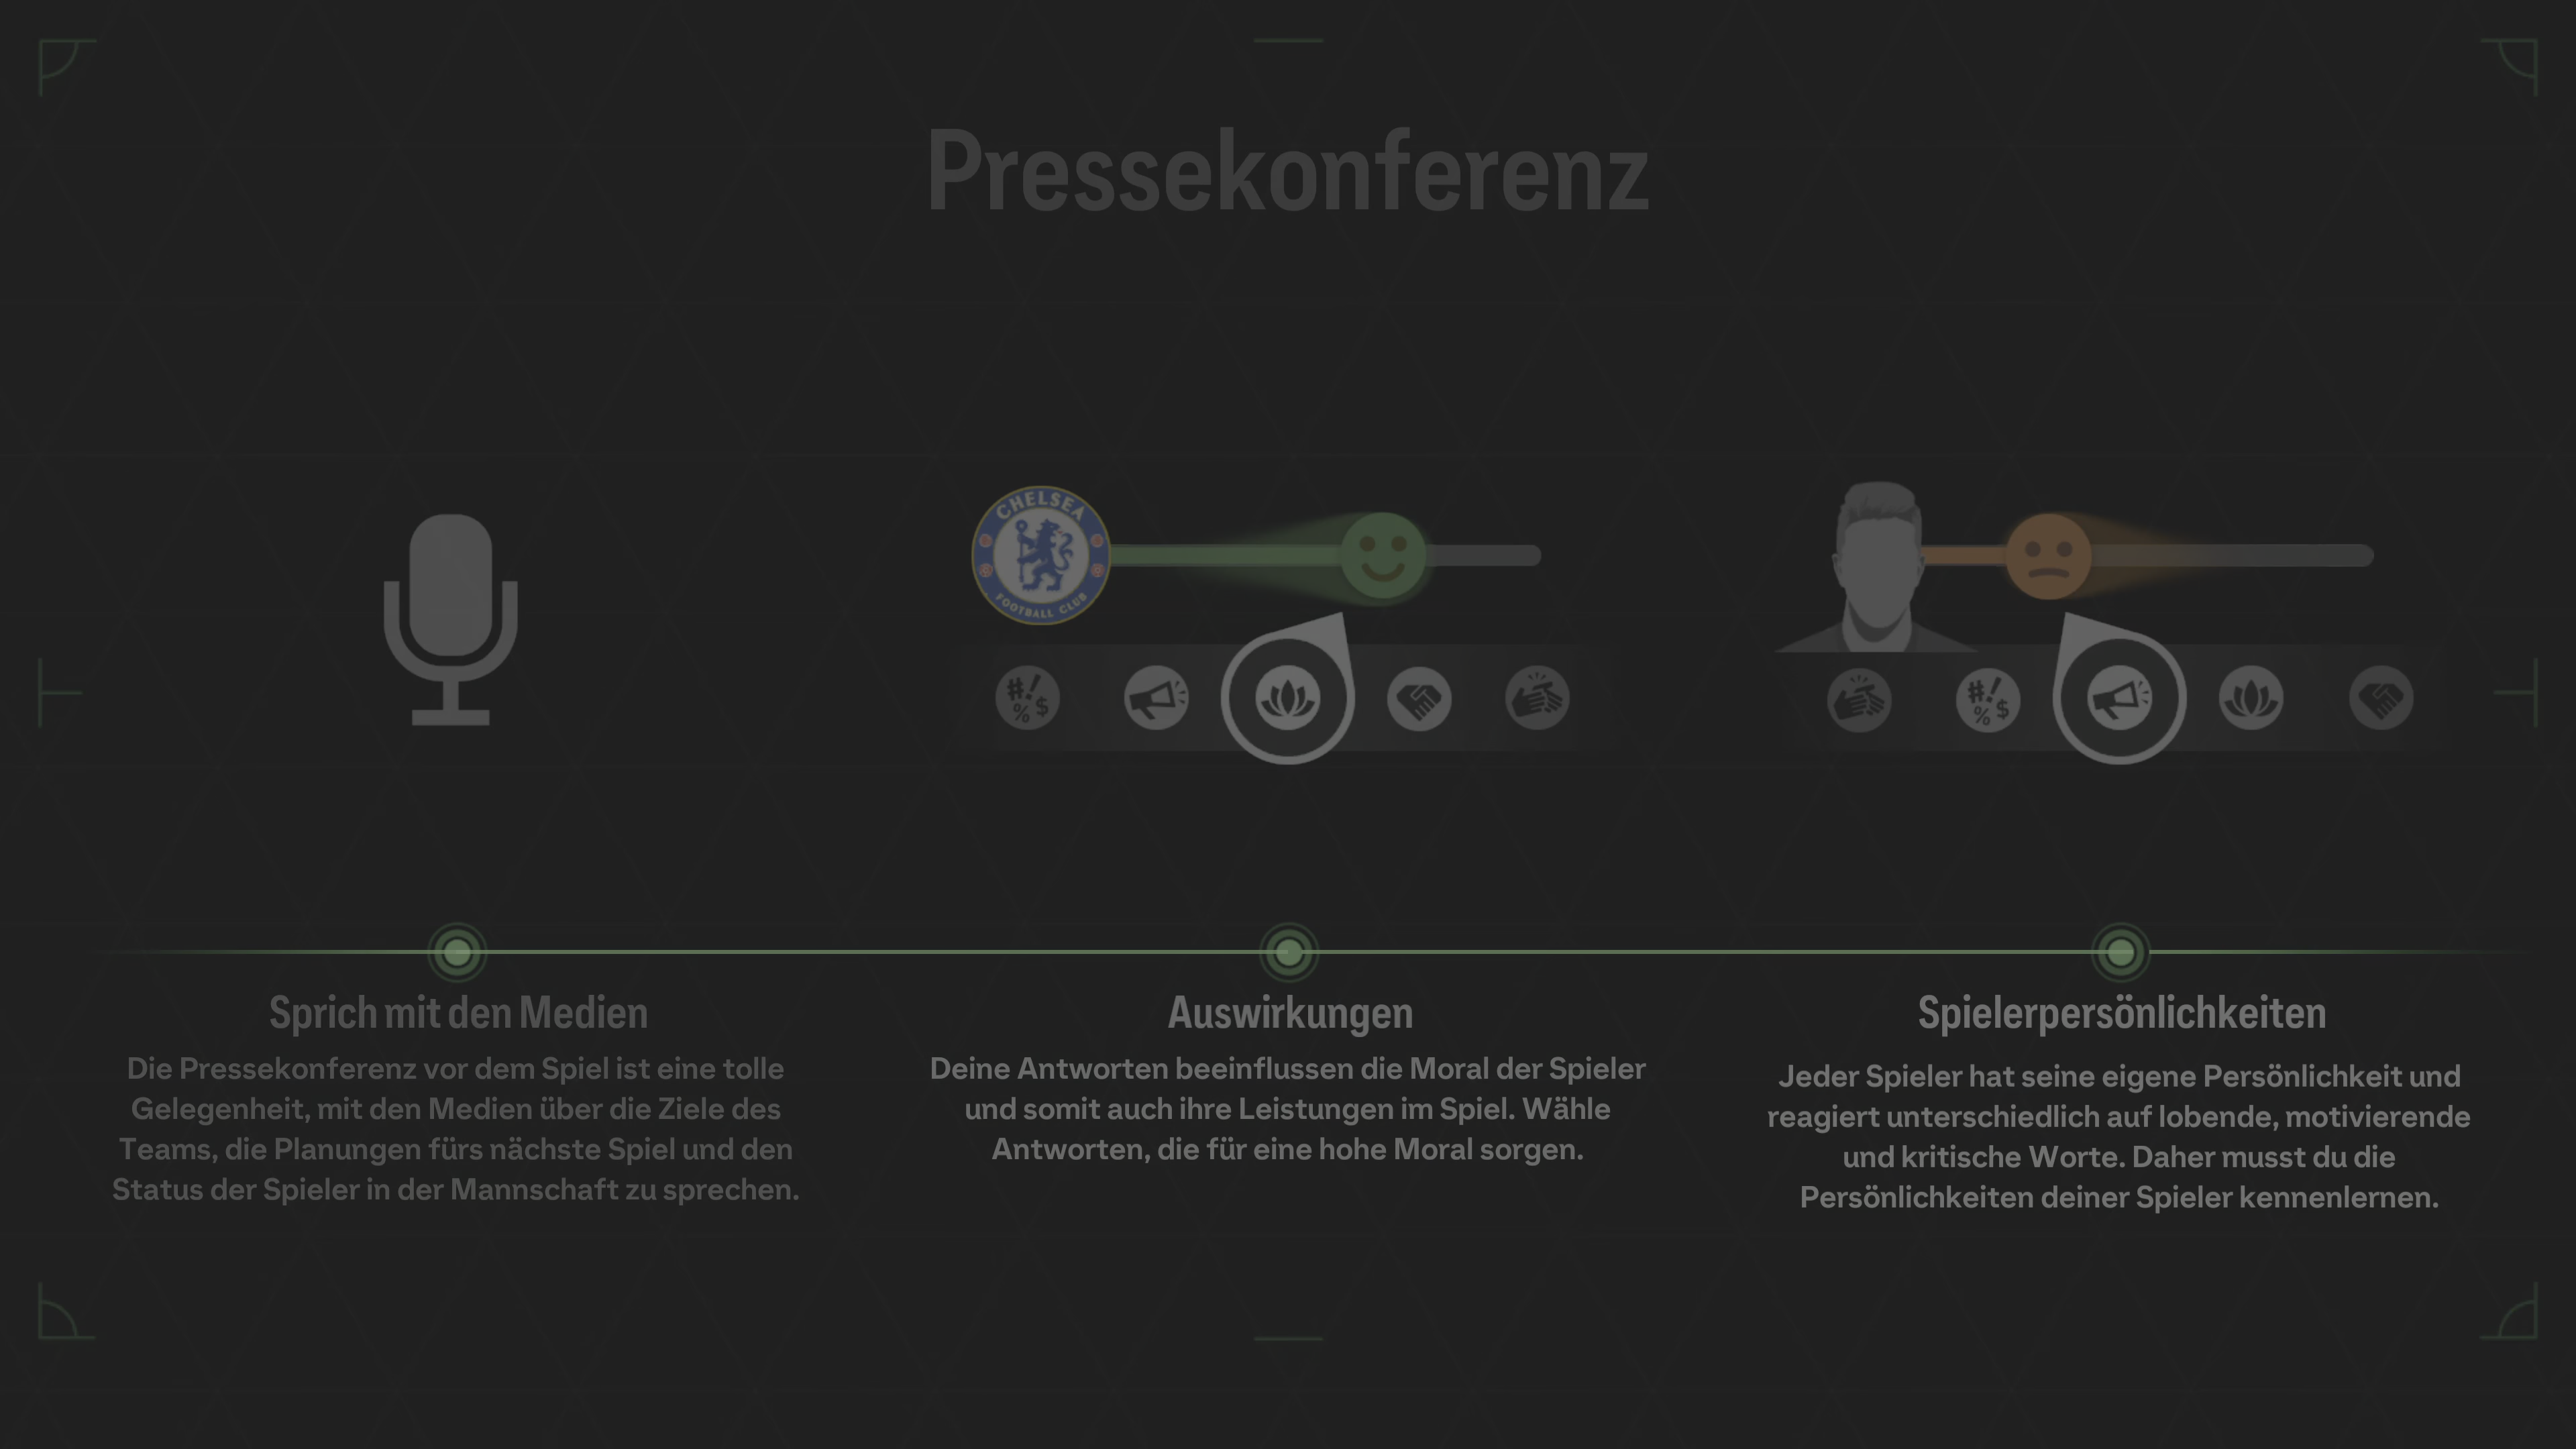 Pressekonferenz
CHELSEA
FOOTBALL CLUB
#!
%$
#!
%$
Sprich mit den Medien
Die Pressekonferenz vor dem Spiel ist eine tolle
Gelegenheit, mit den Medien über die Ziele des
Teams, die Planungen fürs nächste Spiel und den
Status der Spieler in der Mannschaft zu sprechen.
Auswirkungen
Deine Antworten beeinflussen die Moral der Spieler
und somit auch ihre Leistungen im Spiel. Wähle
Antworten, die für eine hohe Moral sorgen.
Spielerpersönlichkeiten
Jeder Spieler hat seine eigene Persönlichkeit und
reagiert unterschiedlich auf lobende, motivierende
und kritische Worte. Daher musst du die
Persönlichkeiten deiner Spieler kennenlernen.